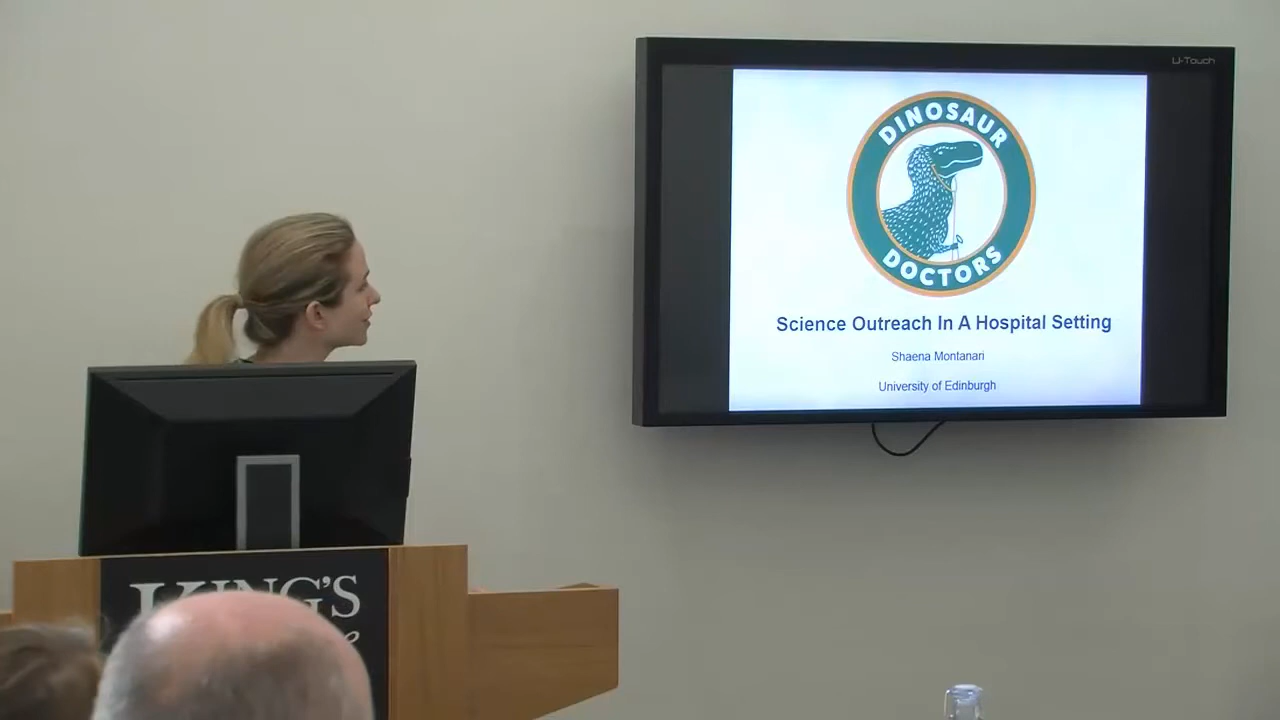 U-Touch
DINOSAUR
DOCTORS
Science Outreach In A Hospital Setting
Shaena Montanari
University of Edinburgh
KING'S